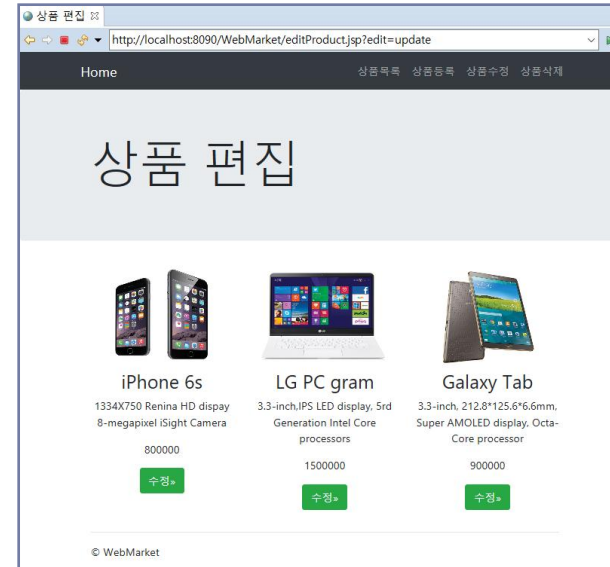 상품 편집
http://localhost:8090/WebMarket/editProduct.jsp?edit=update
Home 상품목록 상품등록 상품수정 상품삭제
상품 편집
iPhone 6s
1334X750 Renina HD dispay
8-megapixel iSight Camera
800000
수정»
LG PC gram
3.3-inch,IPS LED display, 5rd
Generation Intel Core
processors
1500000
수정»
Galaxy Tab
3.3-inch, 212.8*125.6*6.6mm,
Super AMOLED display, Octa-
Core processor
900000
수정»
© WebMarket